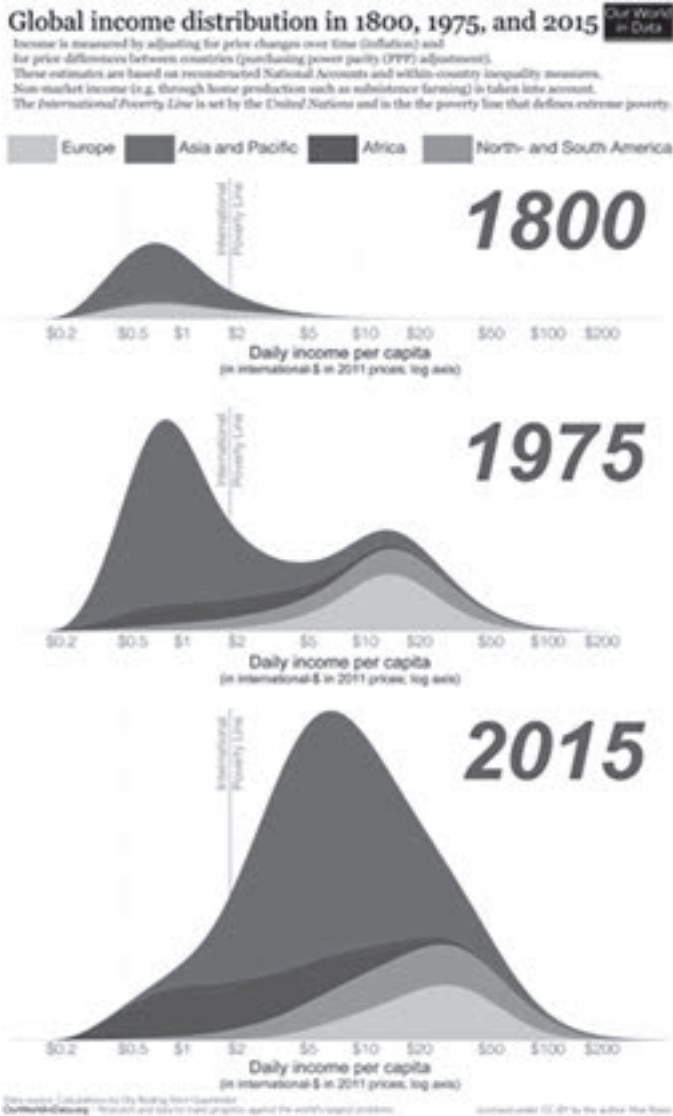 Global income distribution in 1800, 1975, and 2015
Our World
in Data
Income is measured by adjusting for price changes over time (inflation) and
for price differences between countries (purchasing power parity (PPP) adjustment).
These estimates are based on reconstructed National Accounts and within-country inequality measures.
Non-market income (e.g. through home production such as subsistence farming) is taken into account.
The International Poverty Line is set by the United Nations and is the the poverty line that defines extreme poverty.
Europe Asia and Pacific Africa North- and South America
1800
International
Poverty Line
$0.2 $0.5 $1 $2 $5 $10 $20 $50 $100 $200
Daily income per capita
(in international-$ in 2011 prices; log axis)
1975
International
Poverty Line
$0.2 $0.5 $1 $2 $5 $10 $20 $50 $100 $200
Daily income per capita
(in international-$ in 2011 prices; log axis)
2015
International
Poverty Line
$0.2 $0.5 $1 $2 $5 $10 $20 $50 $100 $200
Daily income per capita
(in international-$ in 2011 prices; log axis)
OurWorldinData.org